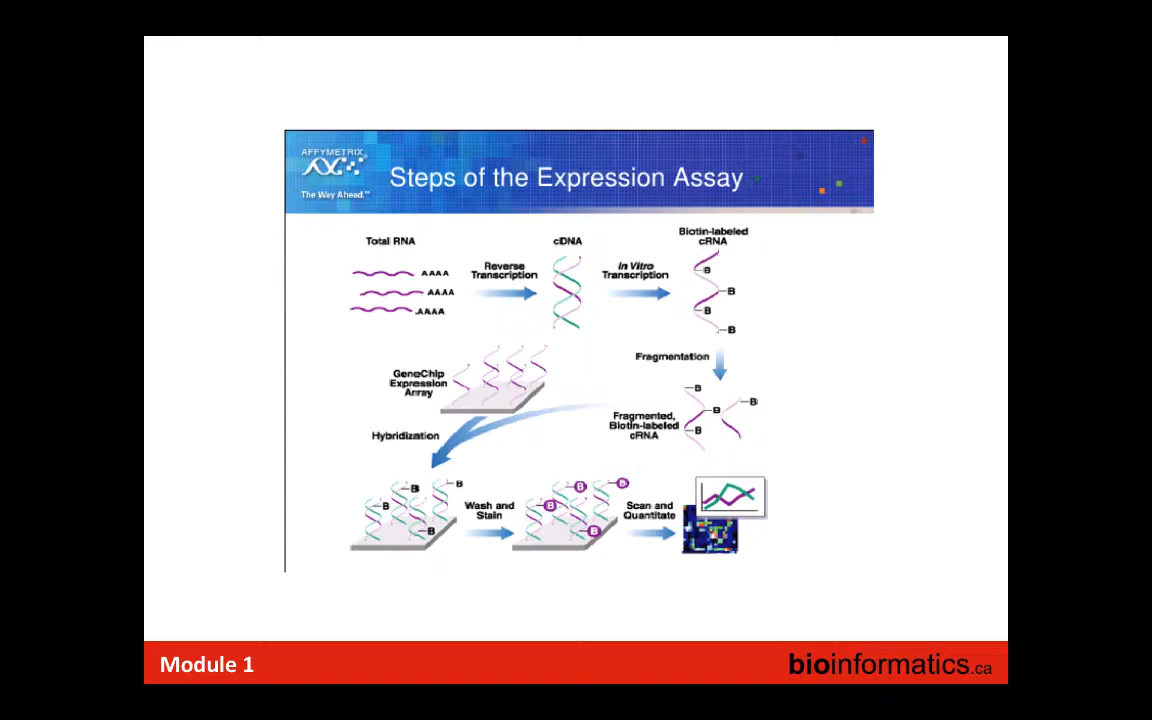 AFFYMETRIX
The Way Ahead.™
Steps of the Expression Assay
Total RNA
AAAA
AAAA
AAAA
Reverse
Transcription
cDNA
In Vitro
Transcription
Biotin-labeled
cRNA
B
B
B
B
Fragmentation
GeneChip
Expression
Array
Fragmented,
Biotin-labeled
cRNA
B
B
B
B
Hybridization
B
B
B
B
Wash and
Stain
B
B
B
B
Scan and
Quantitate
Module 1
bioinformatics.ca